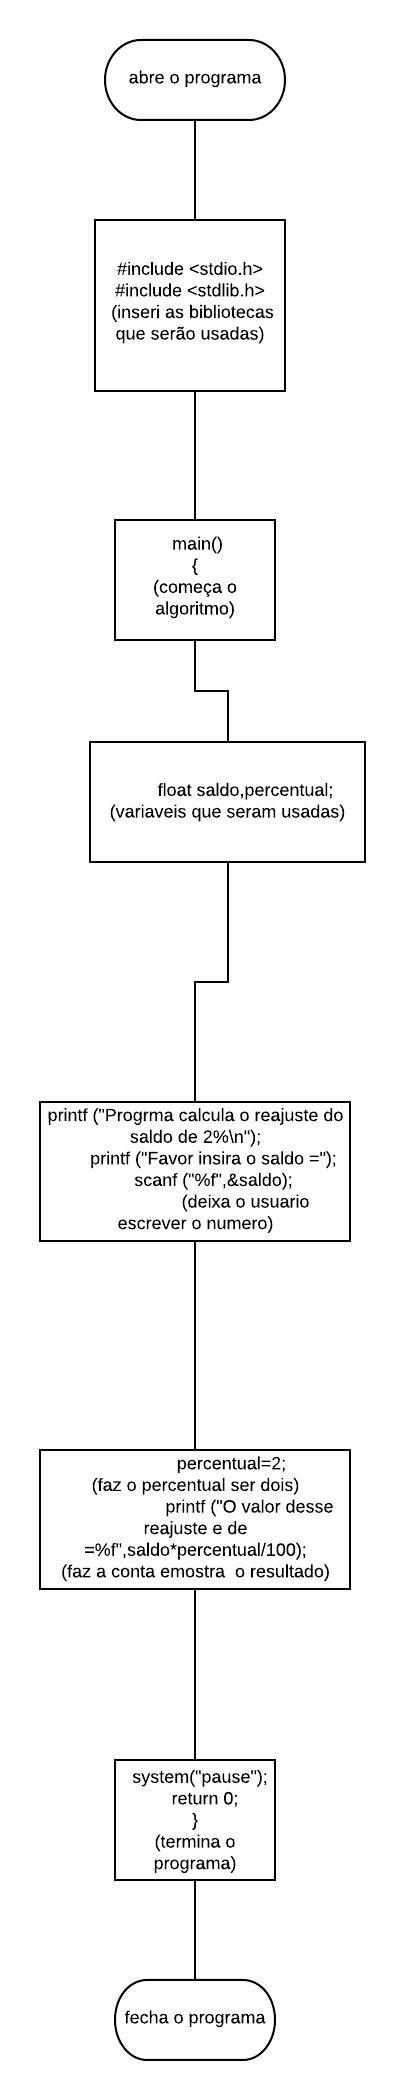 abre o programa
#include <stdio.h>
#include <stdlib.h>
(inseri as bibliotecas
que serão usadas)
main()
{
(começa o
algoritmo)
float saldo,percentual;
(variaveis que seram usadas)
printf ("Progrma calcula o reajuste do
saldo de 2%\n");
printf ("Favor insira o saldo =");
scanf ("%f",&saldo);
(deixa o usuario
escrever o numero)
percentual=2;
(faz o percentual ser dois)
printf ("O valor desse
reajuste e de
=%f",saldo*percentual/100);
(faz a conta emostra  o resultado)
system("pause");
return 0;
}
(termina o
programa)
fecha o programa